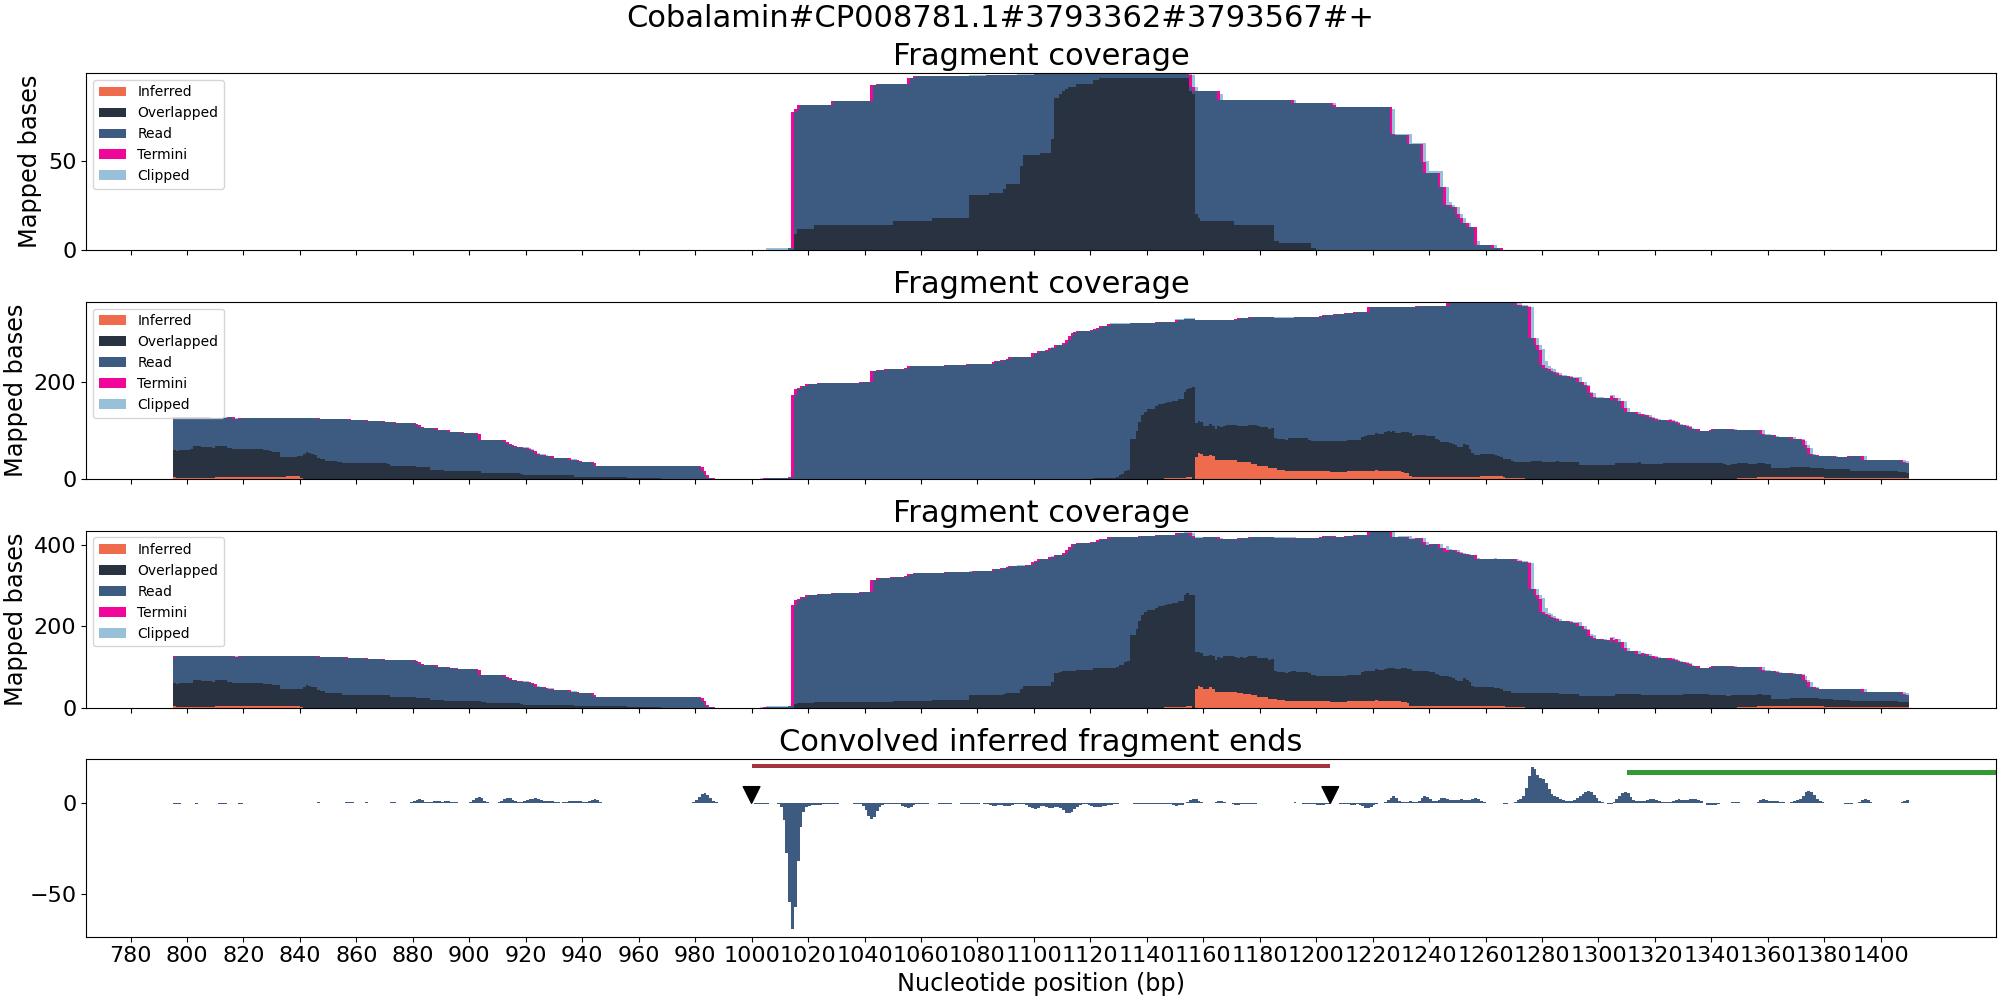 Cobalamin#CP008781.1#3793362#3793567#+
Fragment coverage
Mapped bases
50
0
Inferred
Overlapped
Read
Termini
Clipped
Fragment coverage
Mapped bases
200
0
Inferred
Overlapped
Read
Termini
Clipped
Fragment coverage
Mapped bases
400
200
0
Inferred
Overlapped
Read
Termini
Clipped
Convolved inferred fragment ends
0
−50
780 800 820 840 860 880 900 920 940 960 980 1000 1020 1040 1060 1080 1100 1120 1140 1160 1180 1200 1220 1240 1260 1280 1300 1320 1340 1360 1380 1400
Nucleotide position (bp)